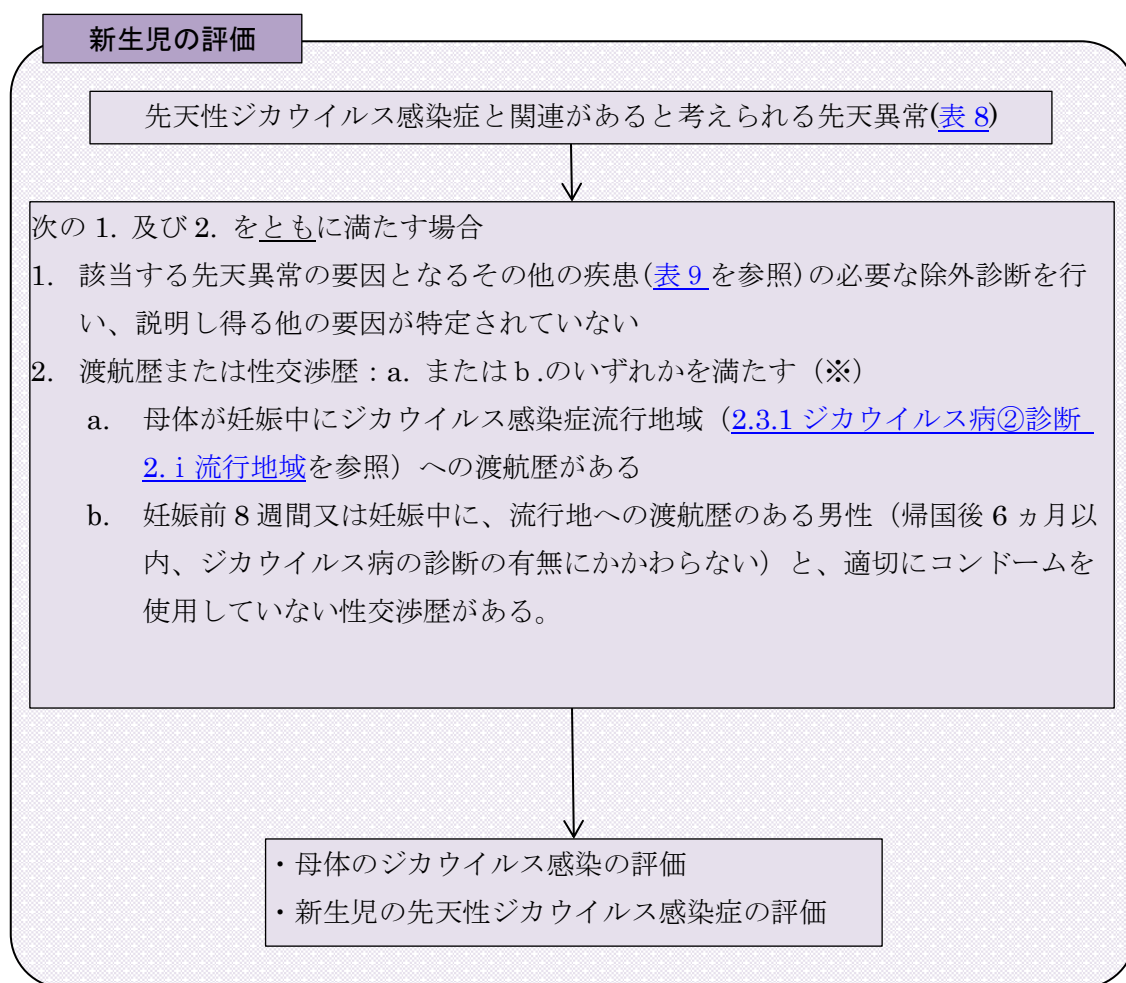 新生児の評価
先天性ジカウイルス感染症と関連があると考えられる先天異常(表 8)
次の 1. 及び 2. をともに満たす場合
1. 該当する先天異常の要因となるその他の疾患(表 9 を参照)の必要な除外診断を行
い、説明し得る他の要因が特定されていない
2. 渡航歴または性交渉歴：a. またはｂ.のいずれかを満たす（※）
a. 母体が妊娠中にジカウイルス感染症流行地域（2.3.1 ジカウイルス病②診断
2.ⅰ流行地域を参照）への渡航歴がある
b. 妊娠前 8 週間又は妊娠中に、流行地への渡航歴のある男性（帰国後 6 ヵ月以
内、ジカウイルス病の診断の有無にかかわらない）と、適切にコンドームを
使用していない性交渉歴がある。
・母体のジカウイルス感染の評価
・新生児の先天性ジカウイルス感染症の評価